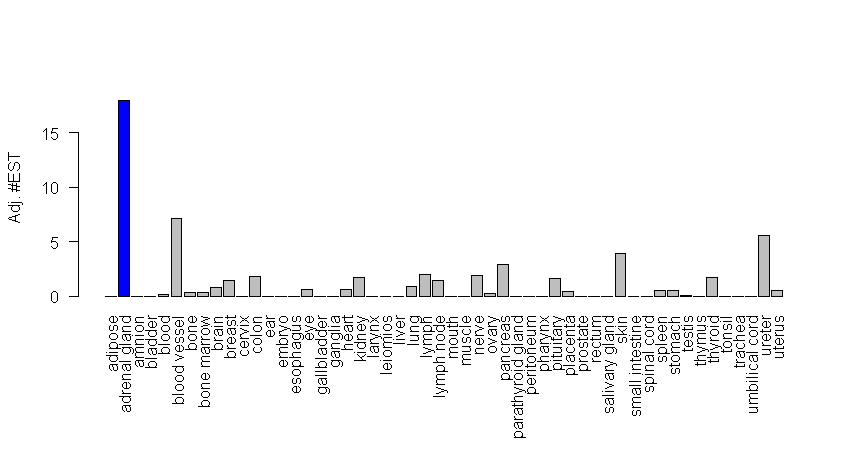 Adj. #EST
15
10
5
0
adipose
adrenal gland
amnion
bladder
blood
blood vessel
bone
bone marrow
brain
breast
cervix
colon
ear
embryo
esophagus
eye
gallbladder
ganglia
heart
kidney
larynx
leiomios
liver
lung
lymph
lymph node
mouth
muscle
nerve
ovary
pancreas
parathyroid gland
peritoneum
pharynx
pituitary
placenta
prostate
rectum
salivary gland
skin
small intestine
spinal cord
spleen
stomach
testis
thymus
thyroid
tonsil
trachea
umbilical cord
ureter
uterus